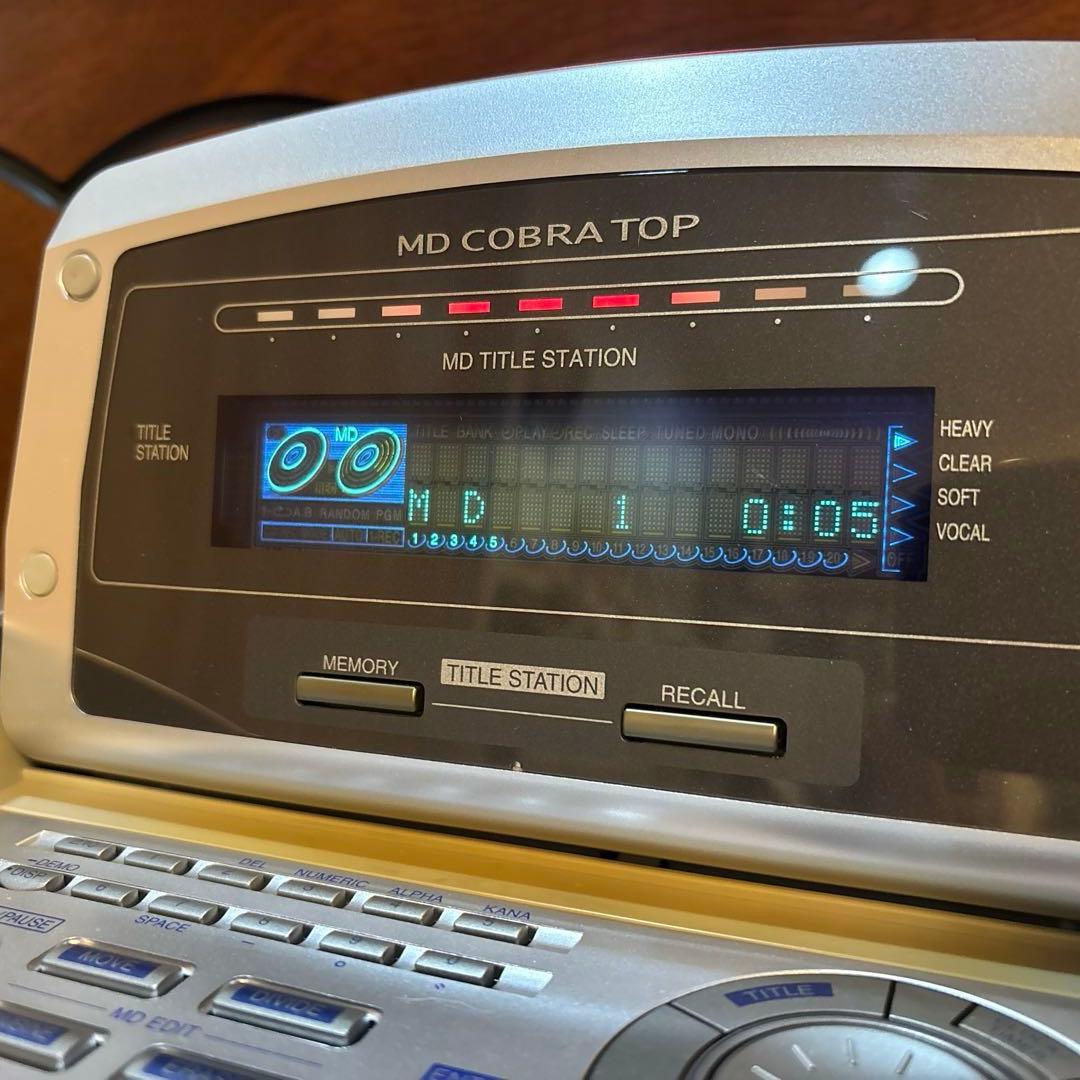 MD COBRA TOP
MD TITLE STATION
TITLE
STATION
MD
TITLE BANK PLAY REC SLEEP TUNED MONO
RANDOM PGM
REC
MD 1 0:05
1 2 3 4 5 6 7 8 9 10 11 12 13 14 15 16 17 18 19 20
OFF
HEAVY
CLEAR
SOFT
VOCAL
MEMORY
TITLE STATION
RECALL
DEL
NUMERIC
ALPHA
KANA
-DEMO
DISP
SPACE
PAUSE
MOVE
DIVIDE
MD EDIT
TITLE